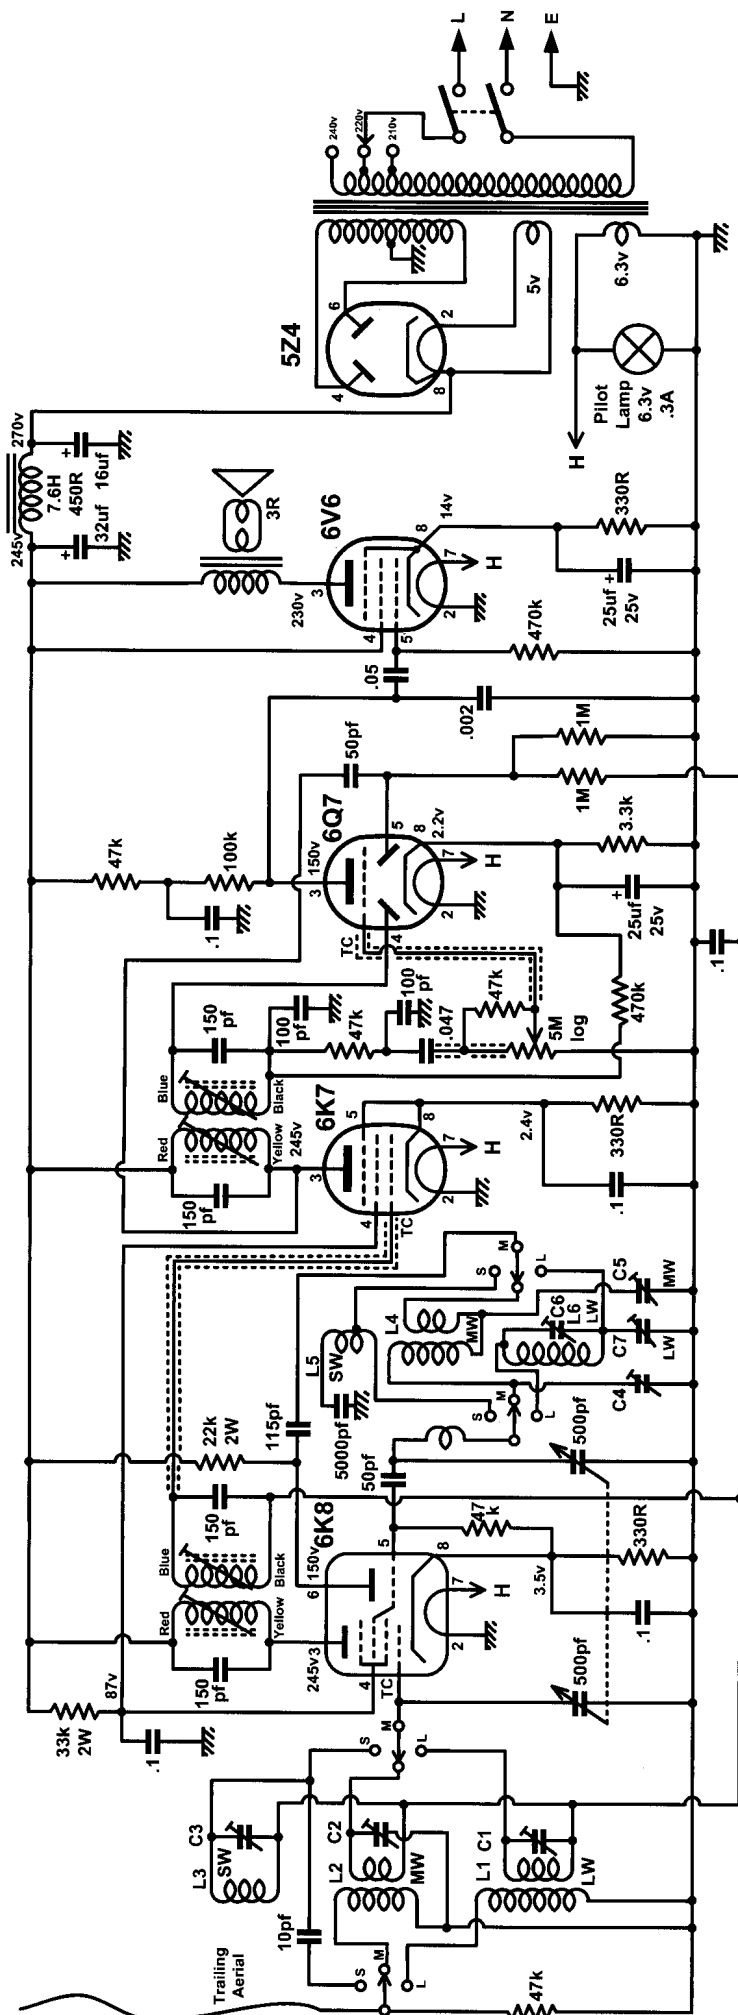 Trailing
Aerial
47k
10pf
S
M
L
L3
SW
C3
L2
C2
MW
L1
C1
LW
S
M
L
33k
2W
87v
.1
500pf
Red
Yellow
150
pf
Blue
Black
150
pf
245v
3
4
TC
6K8
150v
6
5
8
2
7
H
3.5v
.1
330R
47
k
22k
2W
115pf
50pf
500pf
5000pf
L5
SW
S
M
L
L4
MW
C6
L6
LW
C4
C7
LW
C5
MW
S
M
L
Red
Yellow
150
pf
Blue
Black
150
pf
245v
6K7
3
4
TC
5
8
2
7
H
2.4v
.1
330R
100
pf
47k
100
pf
.047
47k
5M
log
470k
47k
100k
.1
6Q7
150v
3
TC
4
5
8
2
7
H
2.2v
25uf +
25v
3.3k
.1
50pf
1M
1M
.002
.05
470k
6V6
230v
3
4
5
8
2
7
H
14v
25uf +
25v
330R
3R
245v
7.6H
450R
270v
+
32uf
+
16uf
5Z4
4
6
8
2
5v
6.3v
H
Pilot
Lamp
6.3v
.3A
240v
220v
210v
L
N
E